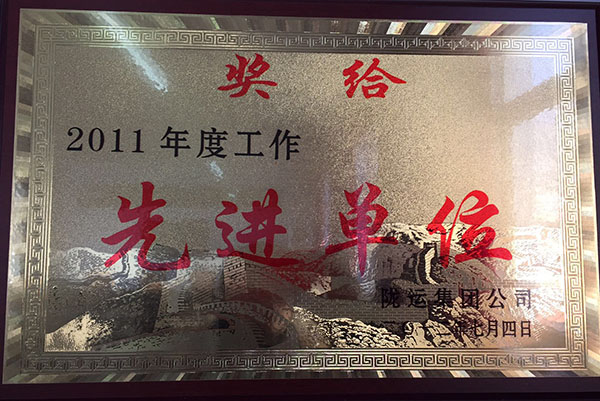 奖给
2011年度工作
先进单位
陇运集团公司
二年七月四日